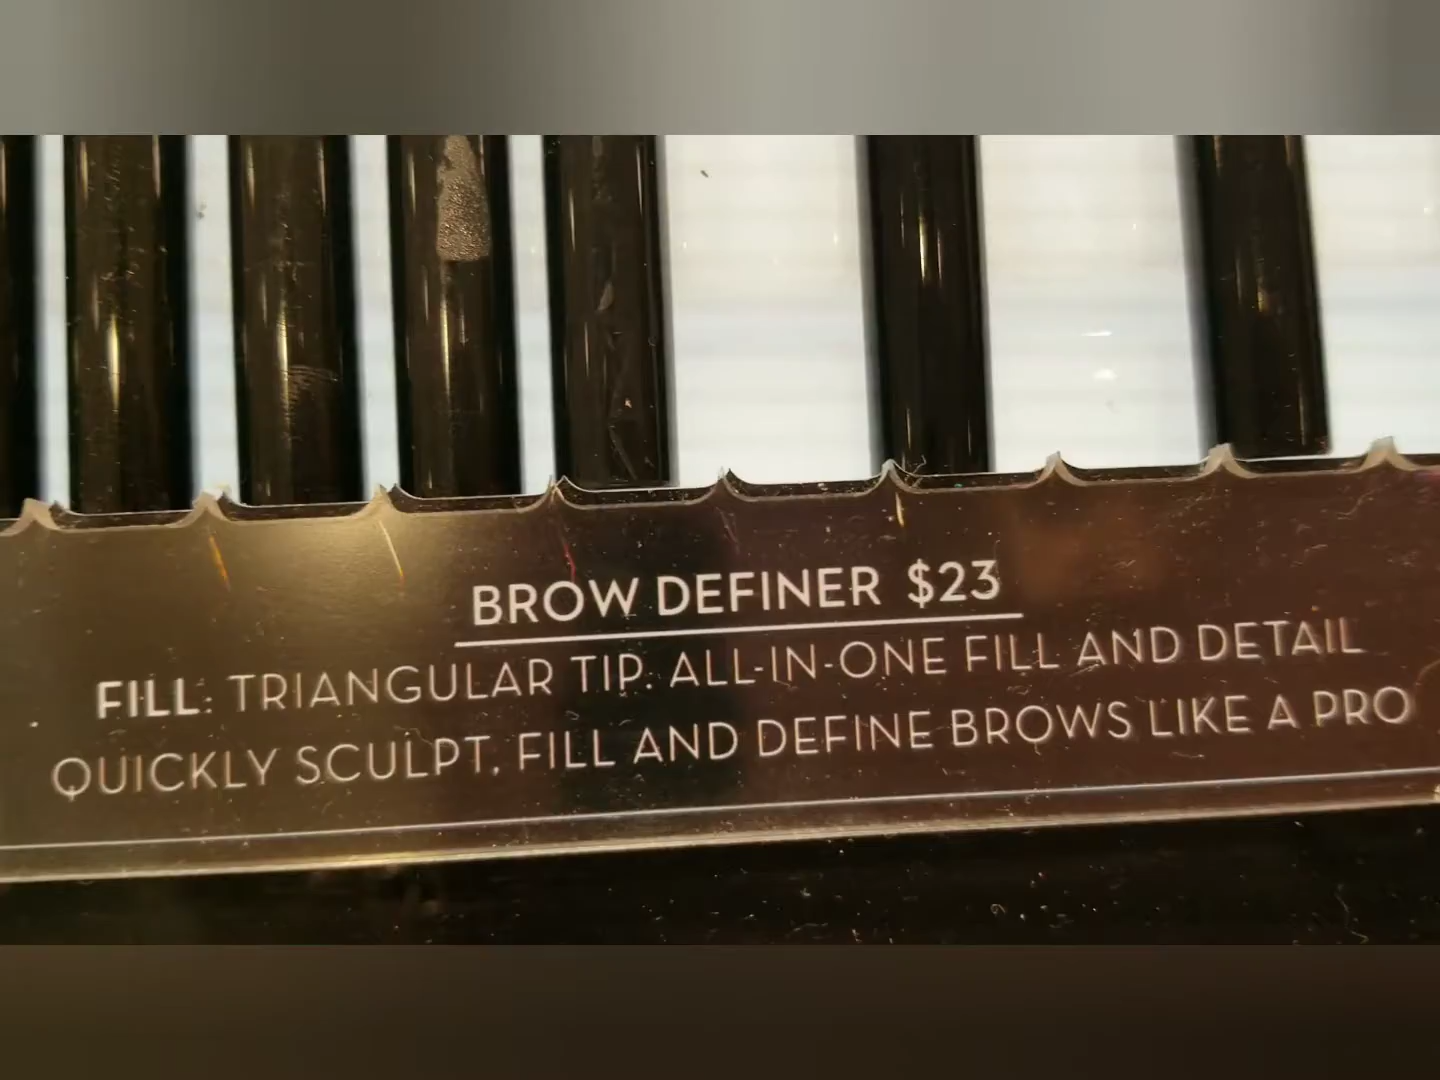 BROW DEFINER $23
FILL: TRIANGULAR TIP. ALL-IN-ONE FILL AND DETAIL
QUICKLY SCULPT, FILL AND DEFINE BROWS LIKE A PRO